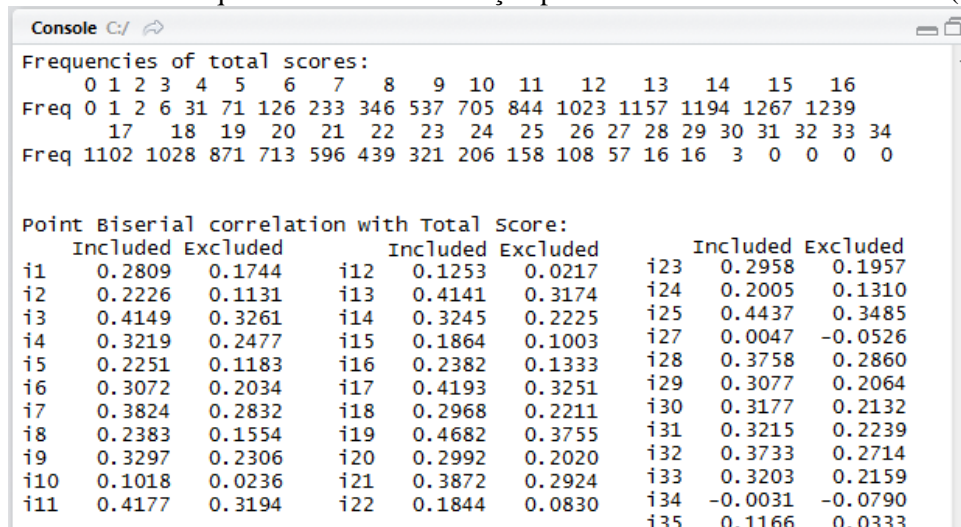 Console C:/
Frequencies of total scores:
0 1 2 3 4 5 6 7 8 9 10 11 12 13 14 15 16
Freq 0 1 2 6 31 71 126 233 346 537 705 844 1023 1157 1194 1267 1239
17 18 19 20 21 22 23 24 25 26 27 28 29 30 31 32 33 34
Freq 1102 1028 871 713 596 439 321 206 158 108 57 16 16 3 0 0 0 0
Point Biserial correlation with Total Score:
Included Excluded Included Excluded Included Excluded
i1 0.2809 0.1744 i12 0.1253 0.0217 i23 0.2958 0.1957
i2 0.2226 0.1131 i13 0.4141 0.3174 i24 0.2005 0.1310
i3 0.4149 0.3261 i14 0.3245 0.2225 i25 0.4437 0.3485
i4 0.3219 0.2477 i15 0.1864 0.1003 i27 0.0047 -0.0526
i5 0.2251 0.1183 i16 0.2382 0.1333 i28 0.3758 0.2860
i6 0.3072 0.2034 i17 0.4193 0.3251 i29 0.3077 0.2064
i7 0.3824 0.2832 i18 0.2968 0.2211 i30 0.3177 0.2132
i8 0.2383 0.1554 i19 0.4682 0.3755 i31 0.3215 0.2239
i9 0.3297 0.2306 i20 0.2992 0.2020 i32 0.3733 0.2714
i10 0.1018 0.0236 i21 0.3872 0.2924 i33 0.3203 0.2159
i11 0.4177 0.3194 i22 0.1844 0.0830 i34 -0.0031 -0.0790
i35 0.1166 0.0333